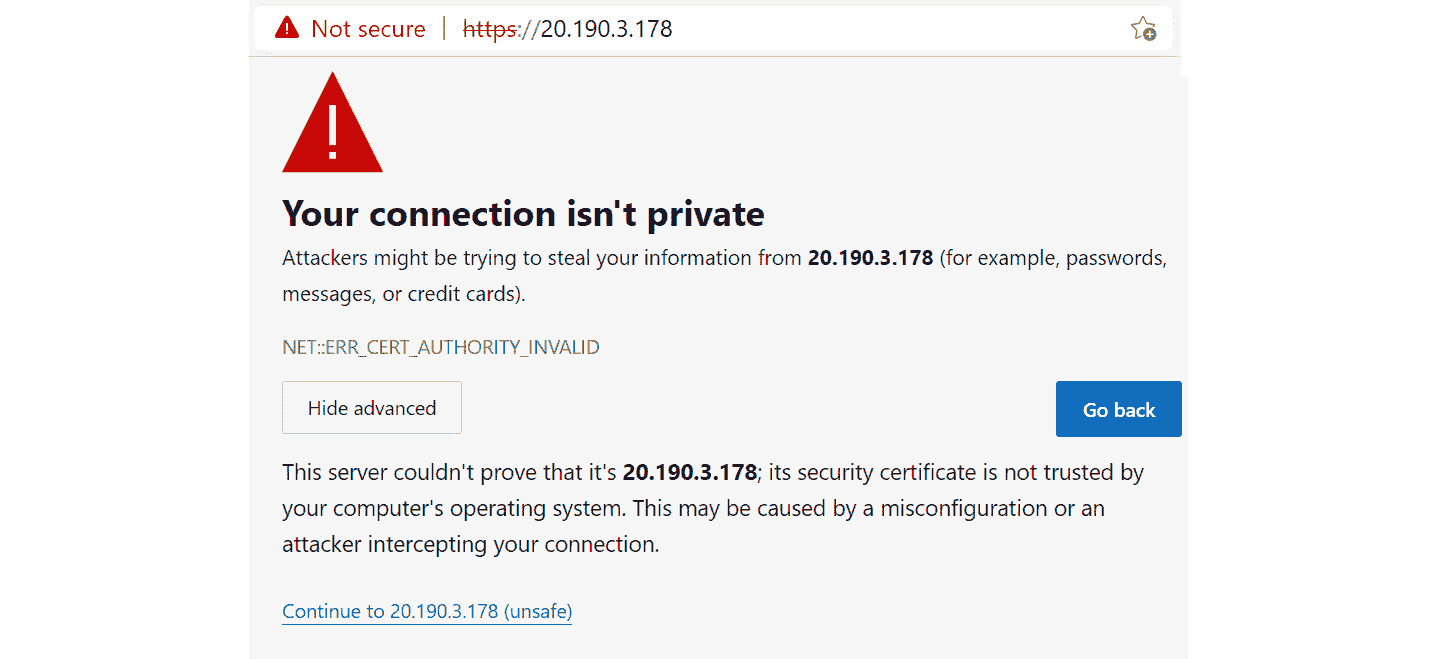 Not secure | https://20.190.3.178
Your connection isn't private
Attackers might be trying to steal your information from 20.190.3.178 (for example, passwords,
messages, or credit cards).
NET::ERR_CERT_AUTHORITY_INVALID
Hide advanced
Go back
This server couldn't prove that it's 20.190.3.178; its security certificate is not trusted by
your computer's operating system. This may be caused by a misconfiguration or an
attacker intercepting your connection.
Continue to 20.190.3.178 (unsafe)